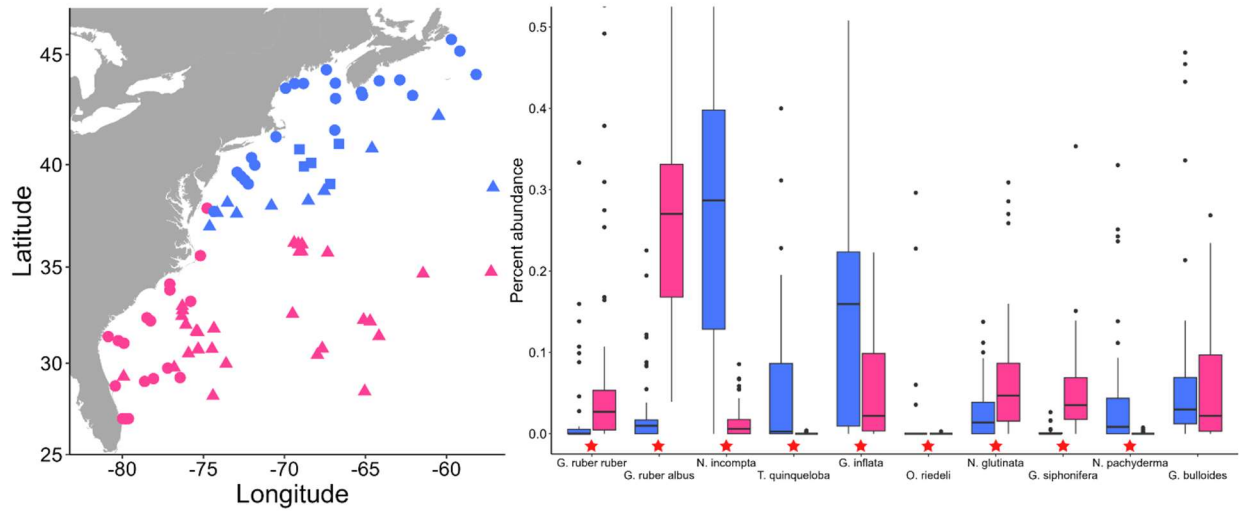 45
40
35
30
25
Latitude
-80
-75
-70
-65
-60
Longitude
0.5
0.4
0.3
0.2
0.1
0.0
Percent abundance
G. ruber ruber
N. incompta
G. inflata
N. glutinata
N. pachyderma
G. ruber albus
T. quinqueloba
O. riedeli
G. siphonifera
G. bulloides